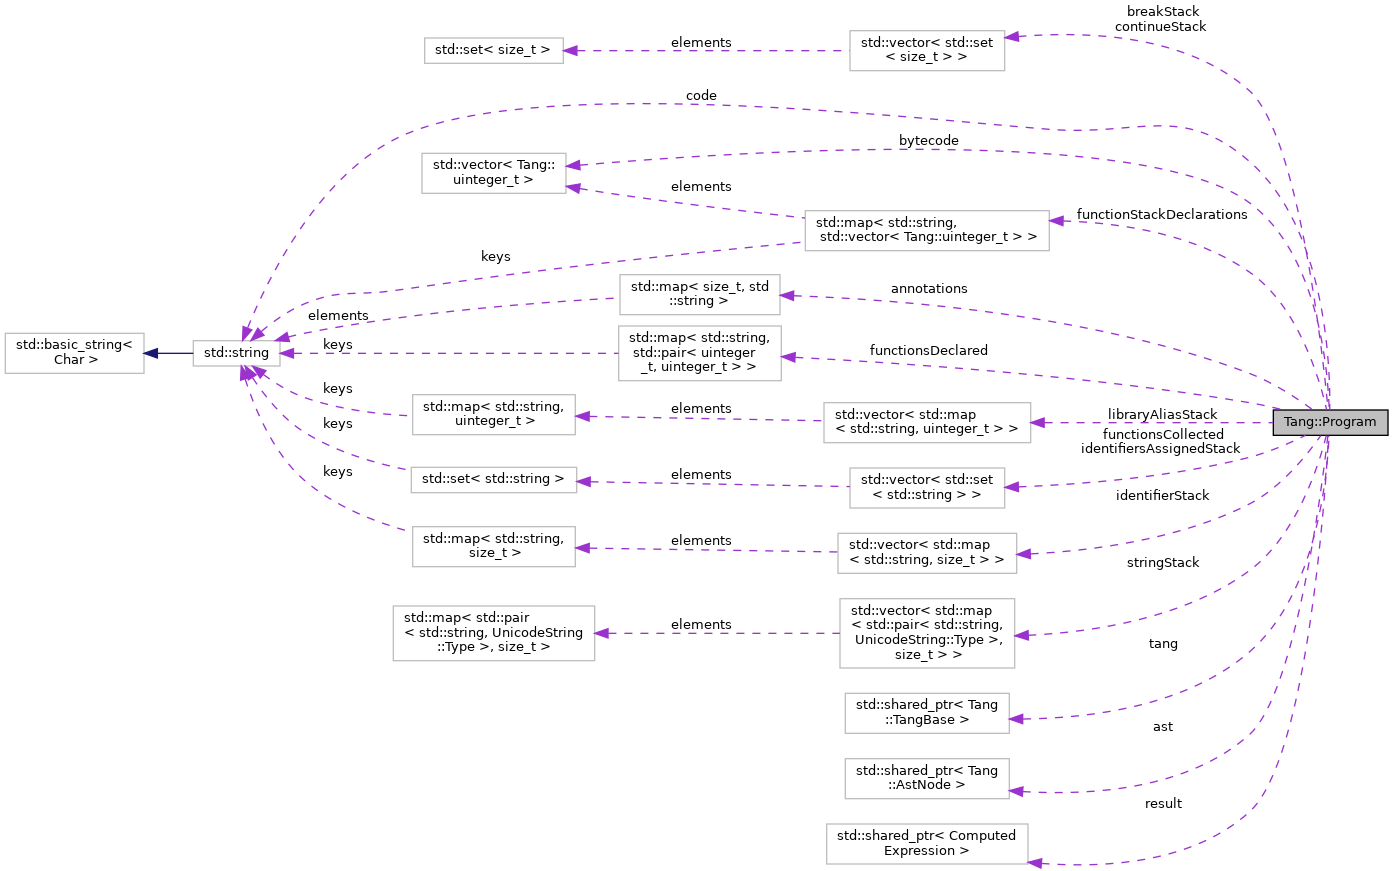 breakStack
continueStack
std::set< size_t >
elements
std::vector< std::set
< size_t > >
code
bytecode
std::vector< Tang::
uinteger_t >
elements
functionStackDeclarations
std::map< std::string,
std::vector< Tang::uinteger_t > >
keys
std::map< size_t, std
::string >
annotations
elements
std::basic_string<
Char >
std::string
keys
std::map< std::string,
std::pair< uinteger
_t, uinteger_t > >
functionsDeclared
keys
std::map< std::string,
uinteger_t >
elements
std::vector< std::map
< std::string, uinteger_t > >
libraryAliasStack
Tang::Program
keys
functionsCollected
identifiersAssignedStack
std::set< std::string >
elements
std::vector< std::set
< std::string > >
keys
identifierStack
std::map< std::string,
size_t >
elements
std::vector< std::map
< std::string, size_t > >
stringStack
std::map< std::pair
< std::string, UnicodeString
::Type >, size_t >
elements
std::vector< std::map
< std::pair< std::string,
UnicodeString::Type >,
size_t > >
tang
std::shared_ptr< Tang
::TangBase >
ast
std::shared_ptr< Tang
::AstNode >
result
std::shared_ptr< Computed
Expression >